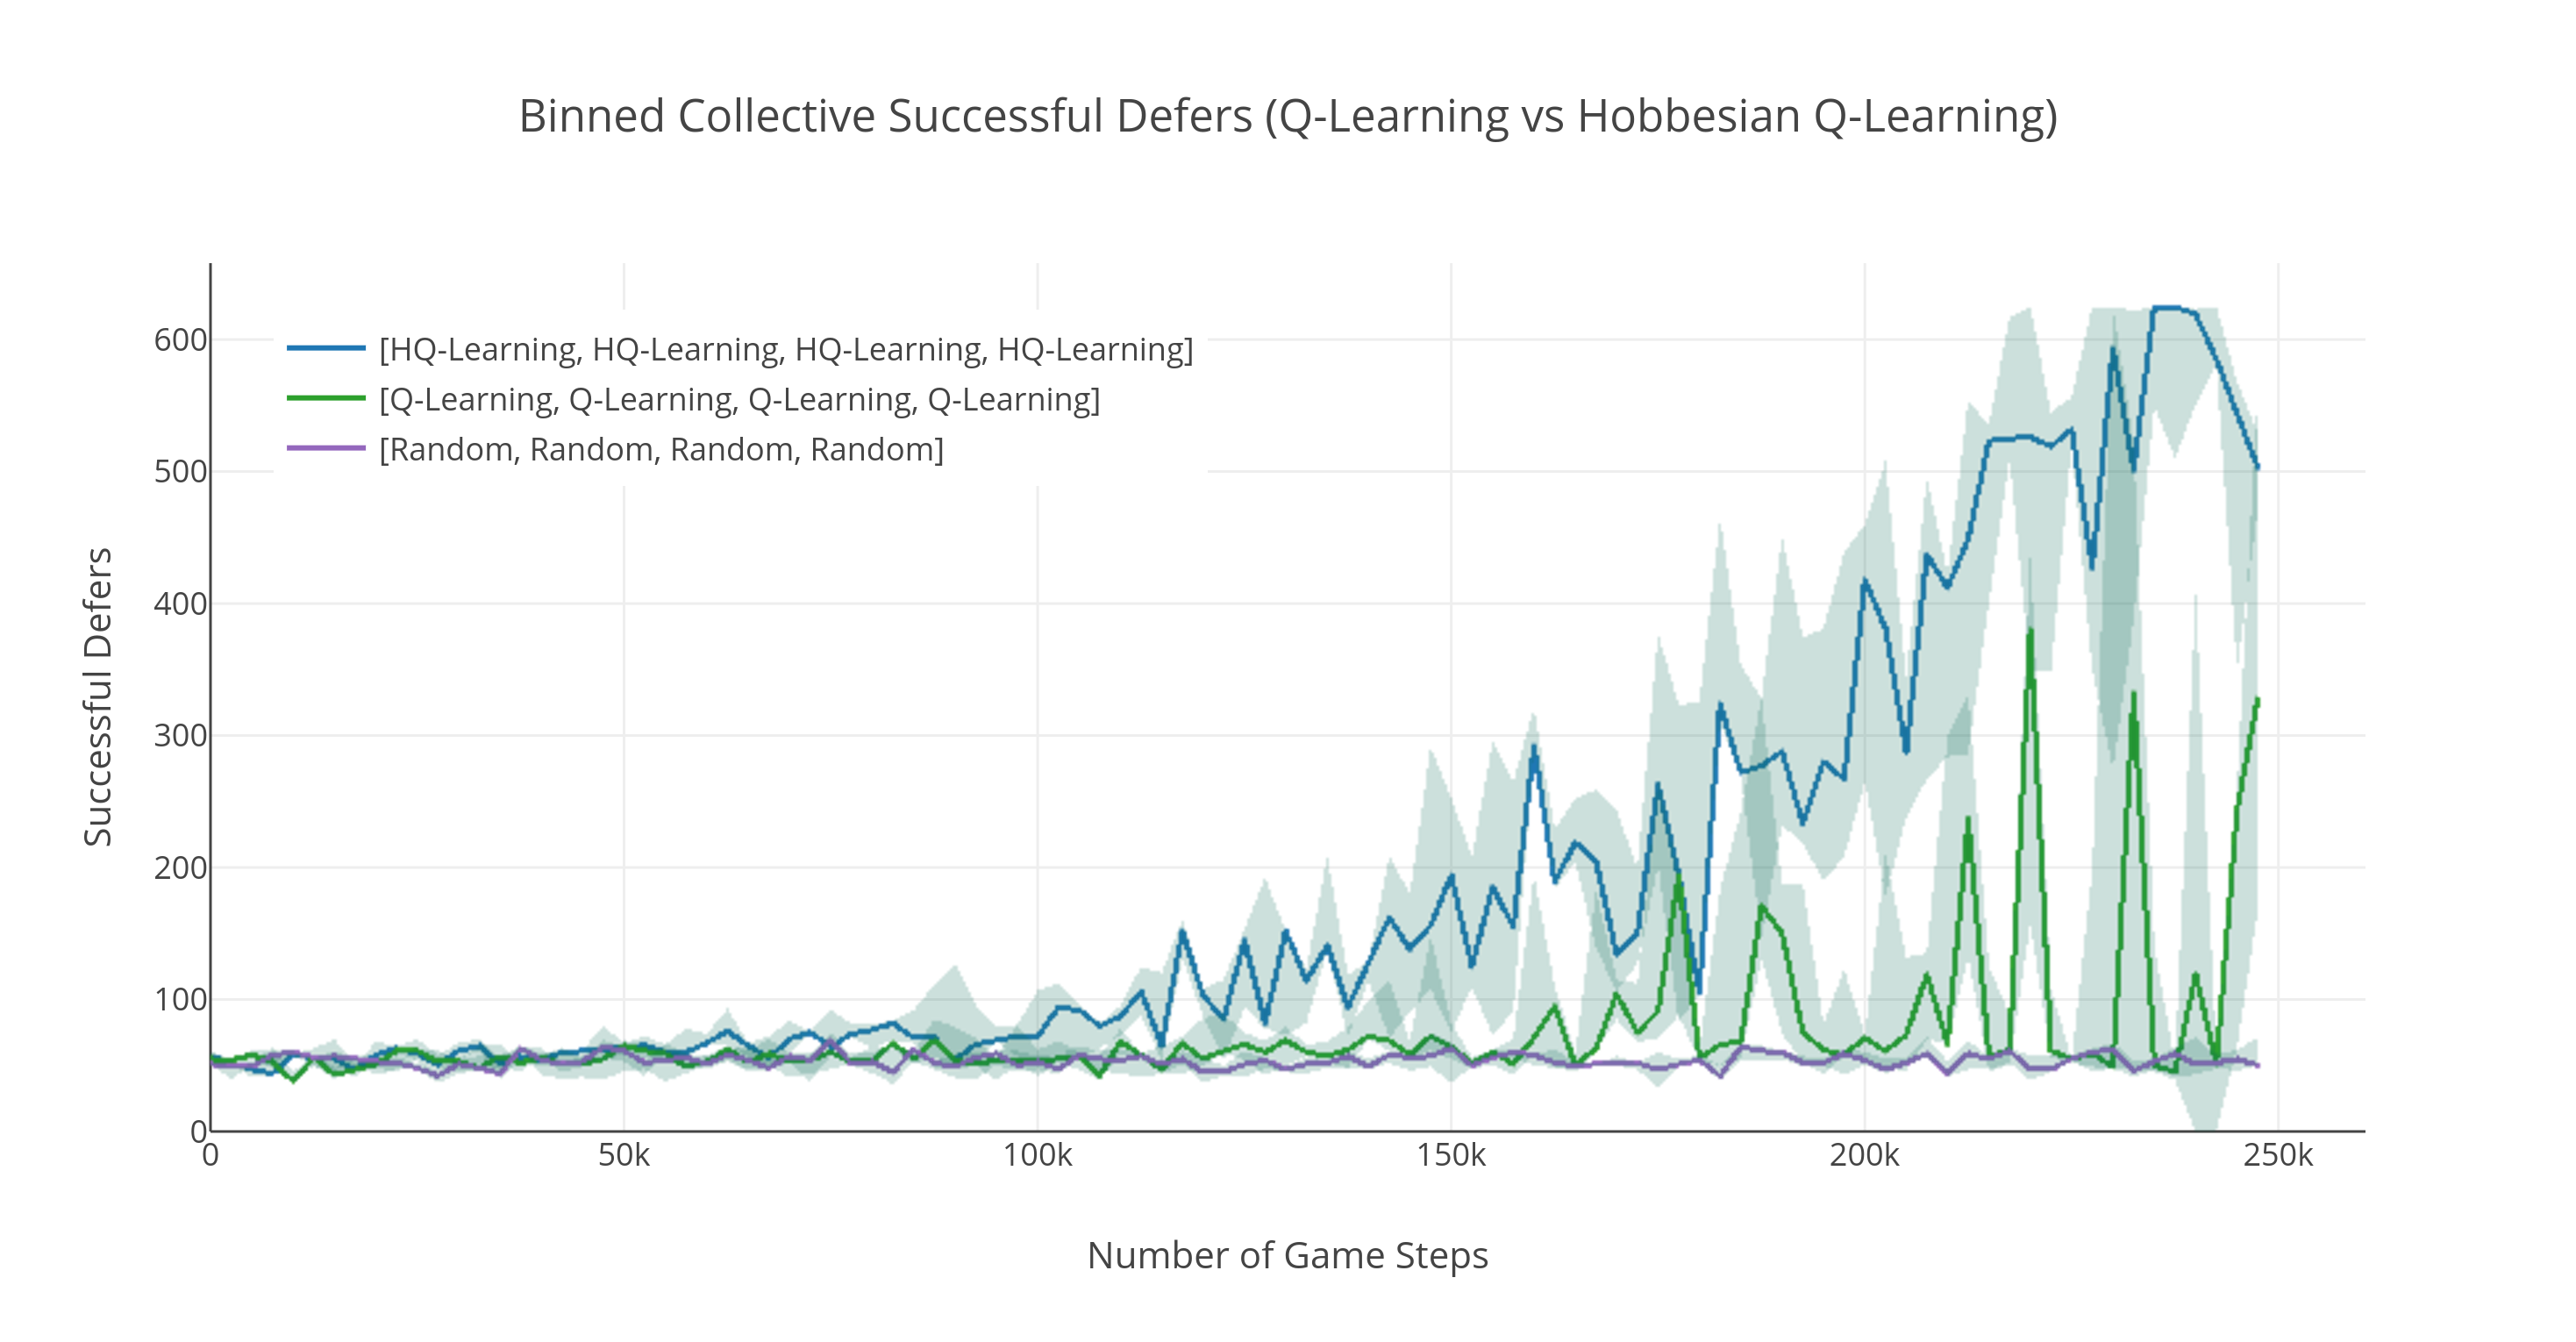 Binned Collective Successful Defers (Q-Learning vs Hobbesian Q-Learning)
[HQ-Learning, HQ-Learning, HQ-Learning, HQ-Learning]
[Q-Learning, Q-Learning, Q-Learning, Q-Learning]
[Random, Random, Random, Random]
Successful Defers
600
500
400
300
200
100
0
0 50k 100k 150k 200k 250k
Number of Game Steps